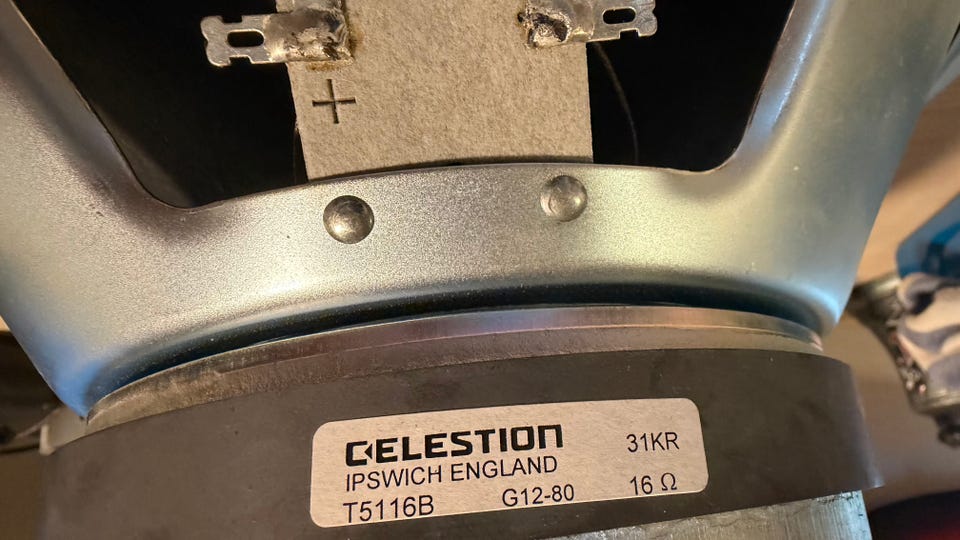 +
CELESTION 31KR
IPSWICH ENGLAND
T5116B G12-80 16 Ω